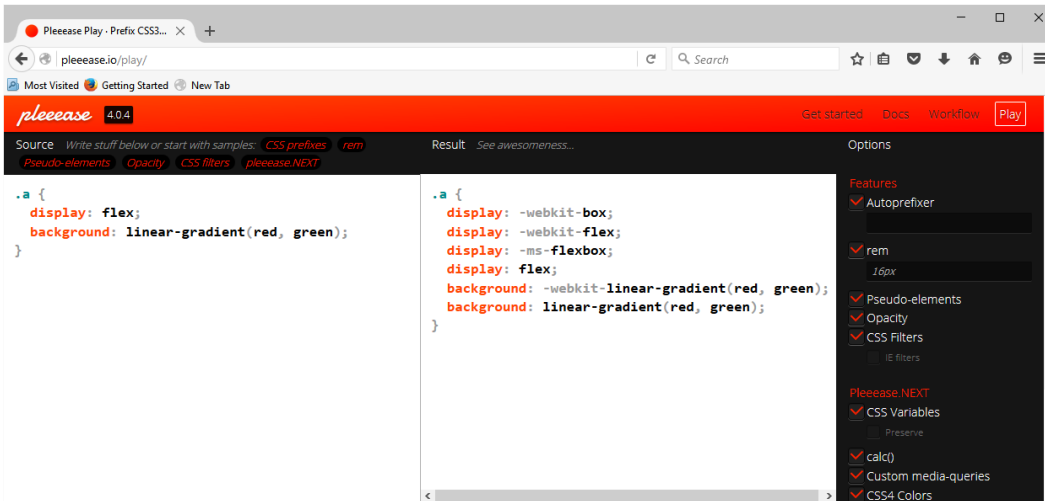 Pleeease Play · Prefix CSS3...
pleeease.io/play/
Search
Most Visited Getting Started New Tab
pleeease 4.0.4 Get started Docs Workflow Play
Source Write stuff below or start with samples: CSS prefixes rem
Pseudo-elements Opacity CSS filters pleeease.NEXT
Result See awesomeness...
Options
.a {
display: flex;
background: linear-gradient(red, green);
}
.a {
display: -webkit-box;
display: -webkit-flex;
display: -ms-flexbox;
display: flex;
background: -webkit-linear-gradient(red, green);
background: linear-gradient(red, green);
}
Features
Autoprefixer
rem
16px
Pseudo-elements
Opacity
CSS Filters
IE filters
Pleeease.NEXT
CSS Variables
Preserve
calc()
Custom media-queries
CSS4 Colors